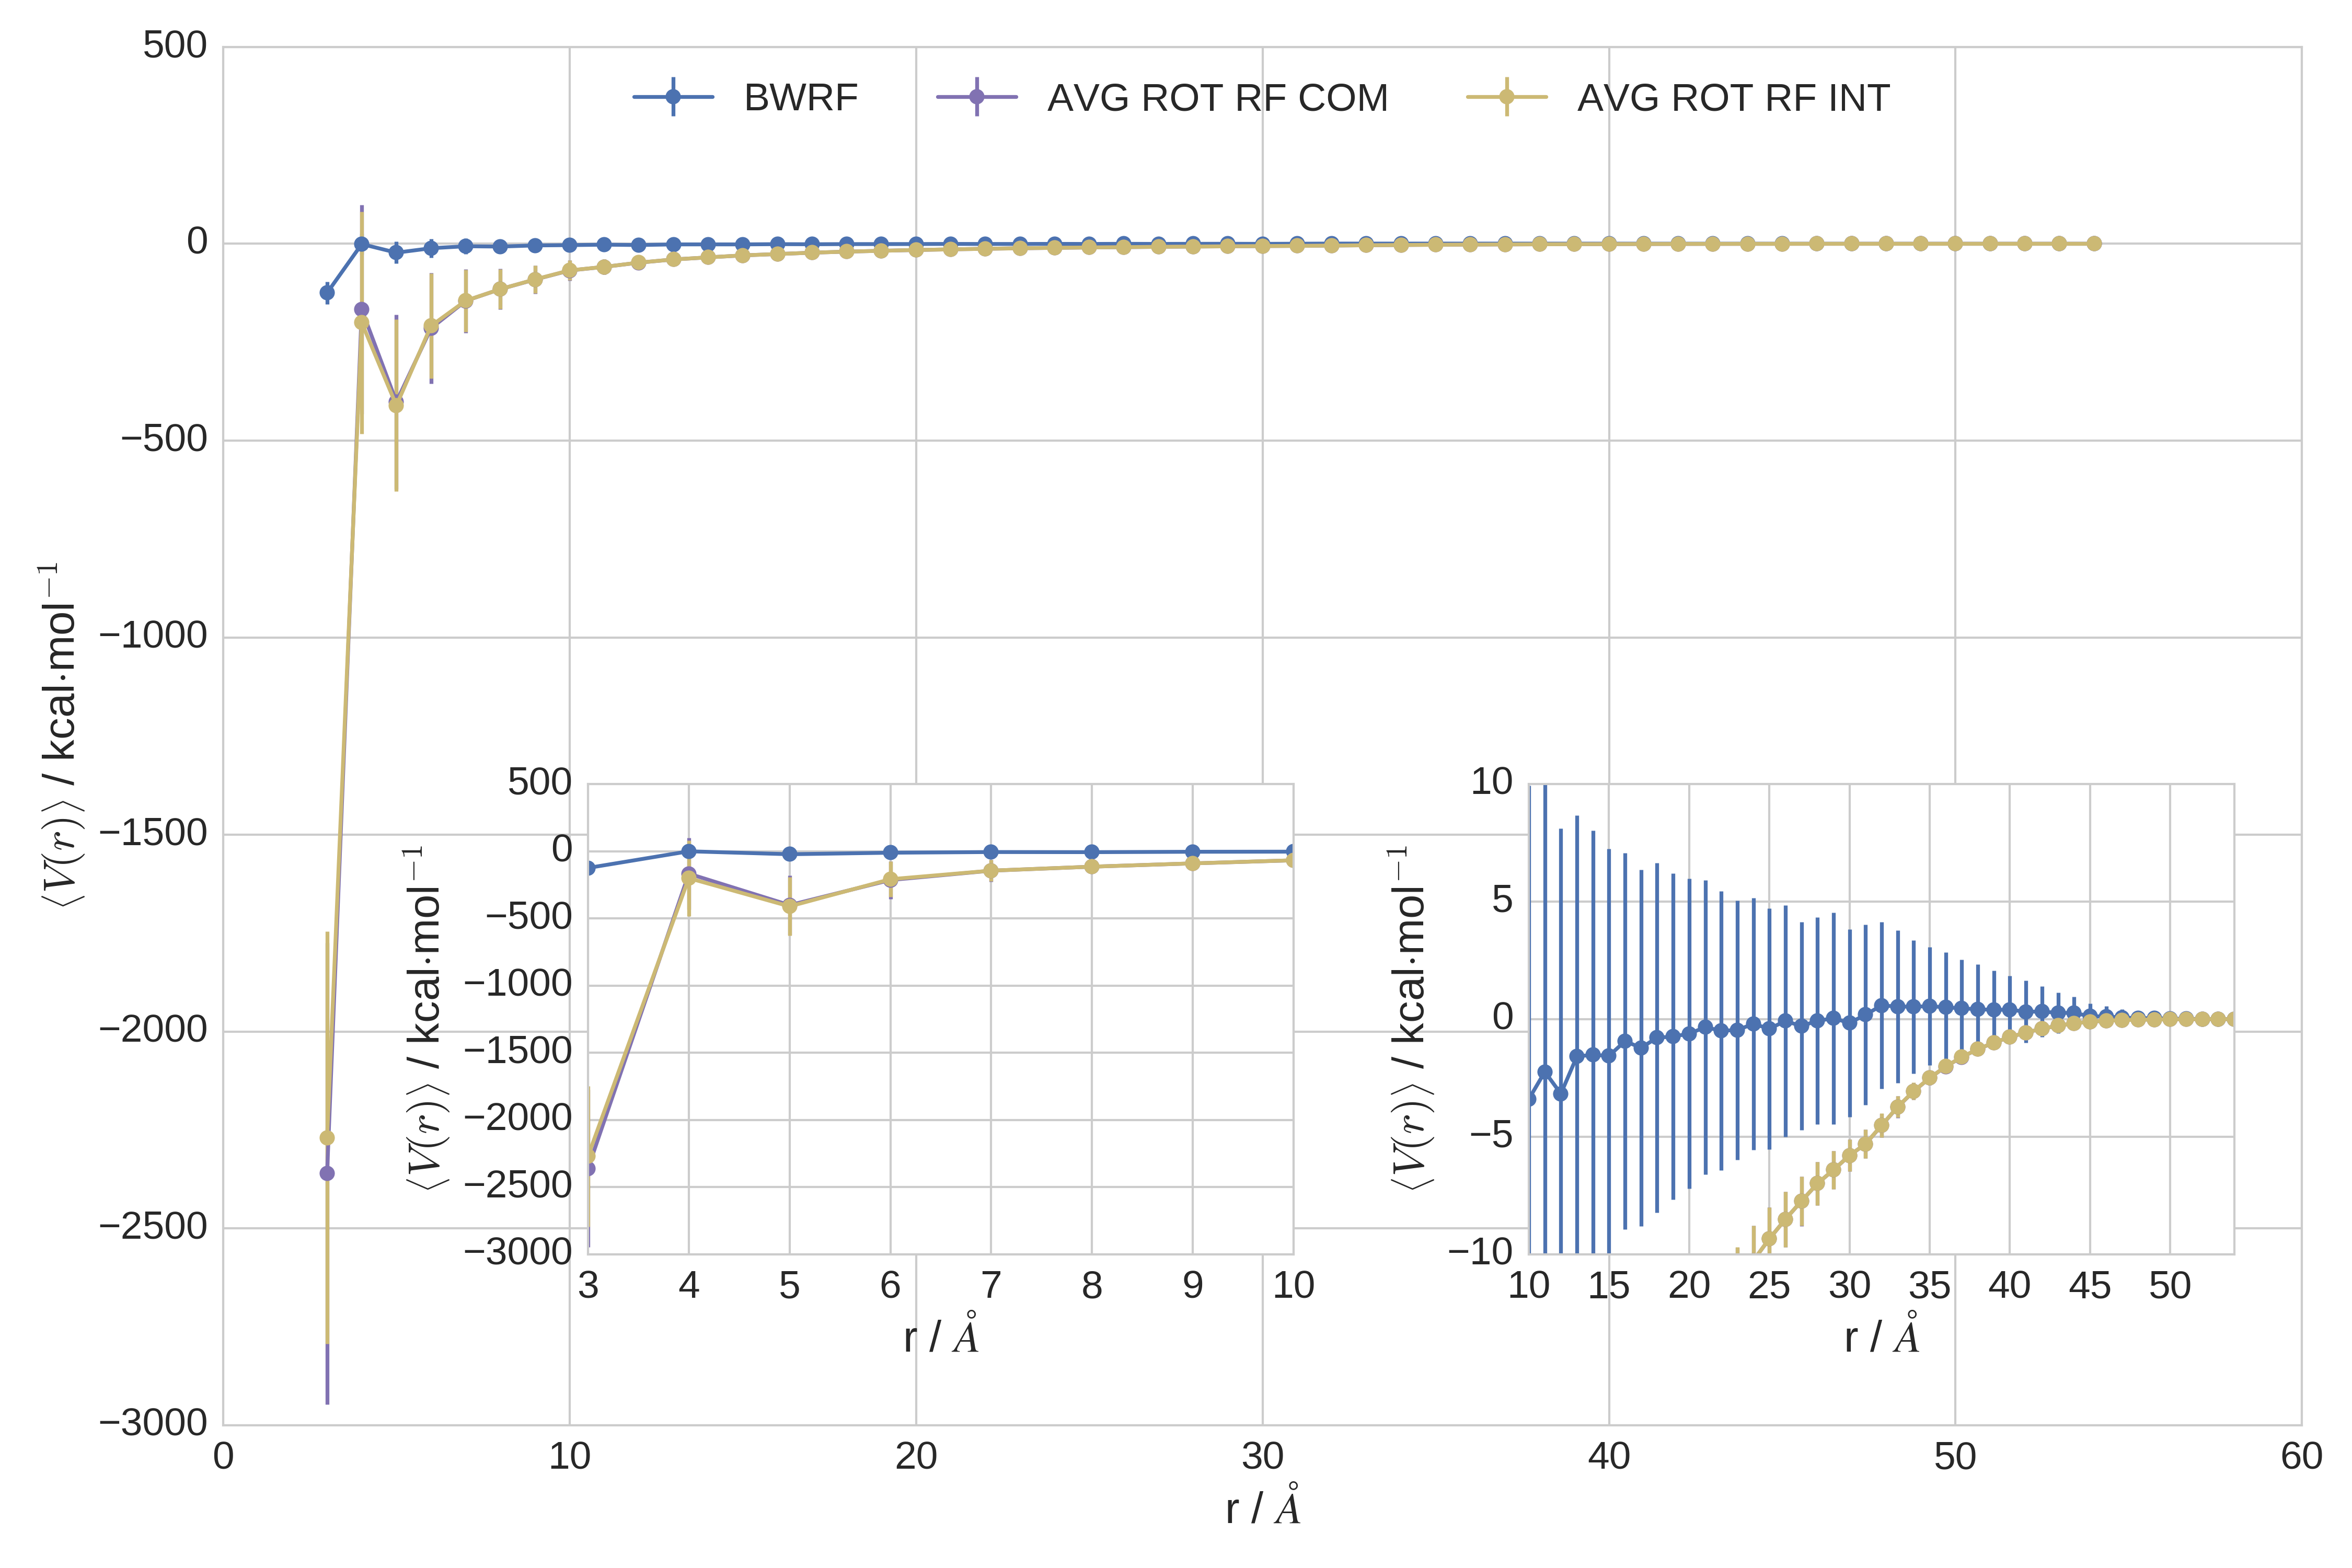 BWRF AVG ROT RF COM AVG ROT RF INT
500
0
−500
−1000
−1500
−2000
−2500
−3000
0 10 20 30 40 50 60
⟨V(r)⟩ / kcal·mol⁻¹
r / Å
500
0
−500
−1000
−1500
−2000
−2500
−3000
3 4 5 6 7 8 9 10
⟨V(r)⟩ / kcal·mol⁻¹
r / Å
10
5
0
−5
−10
10 15 20 25 30 35 40 45 50
⟨V(r)⟩ / kcal·mol⁻¹
r / Å